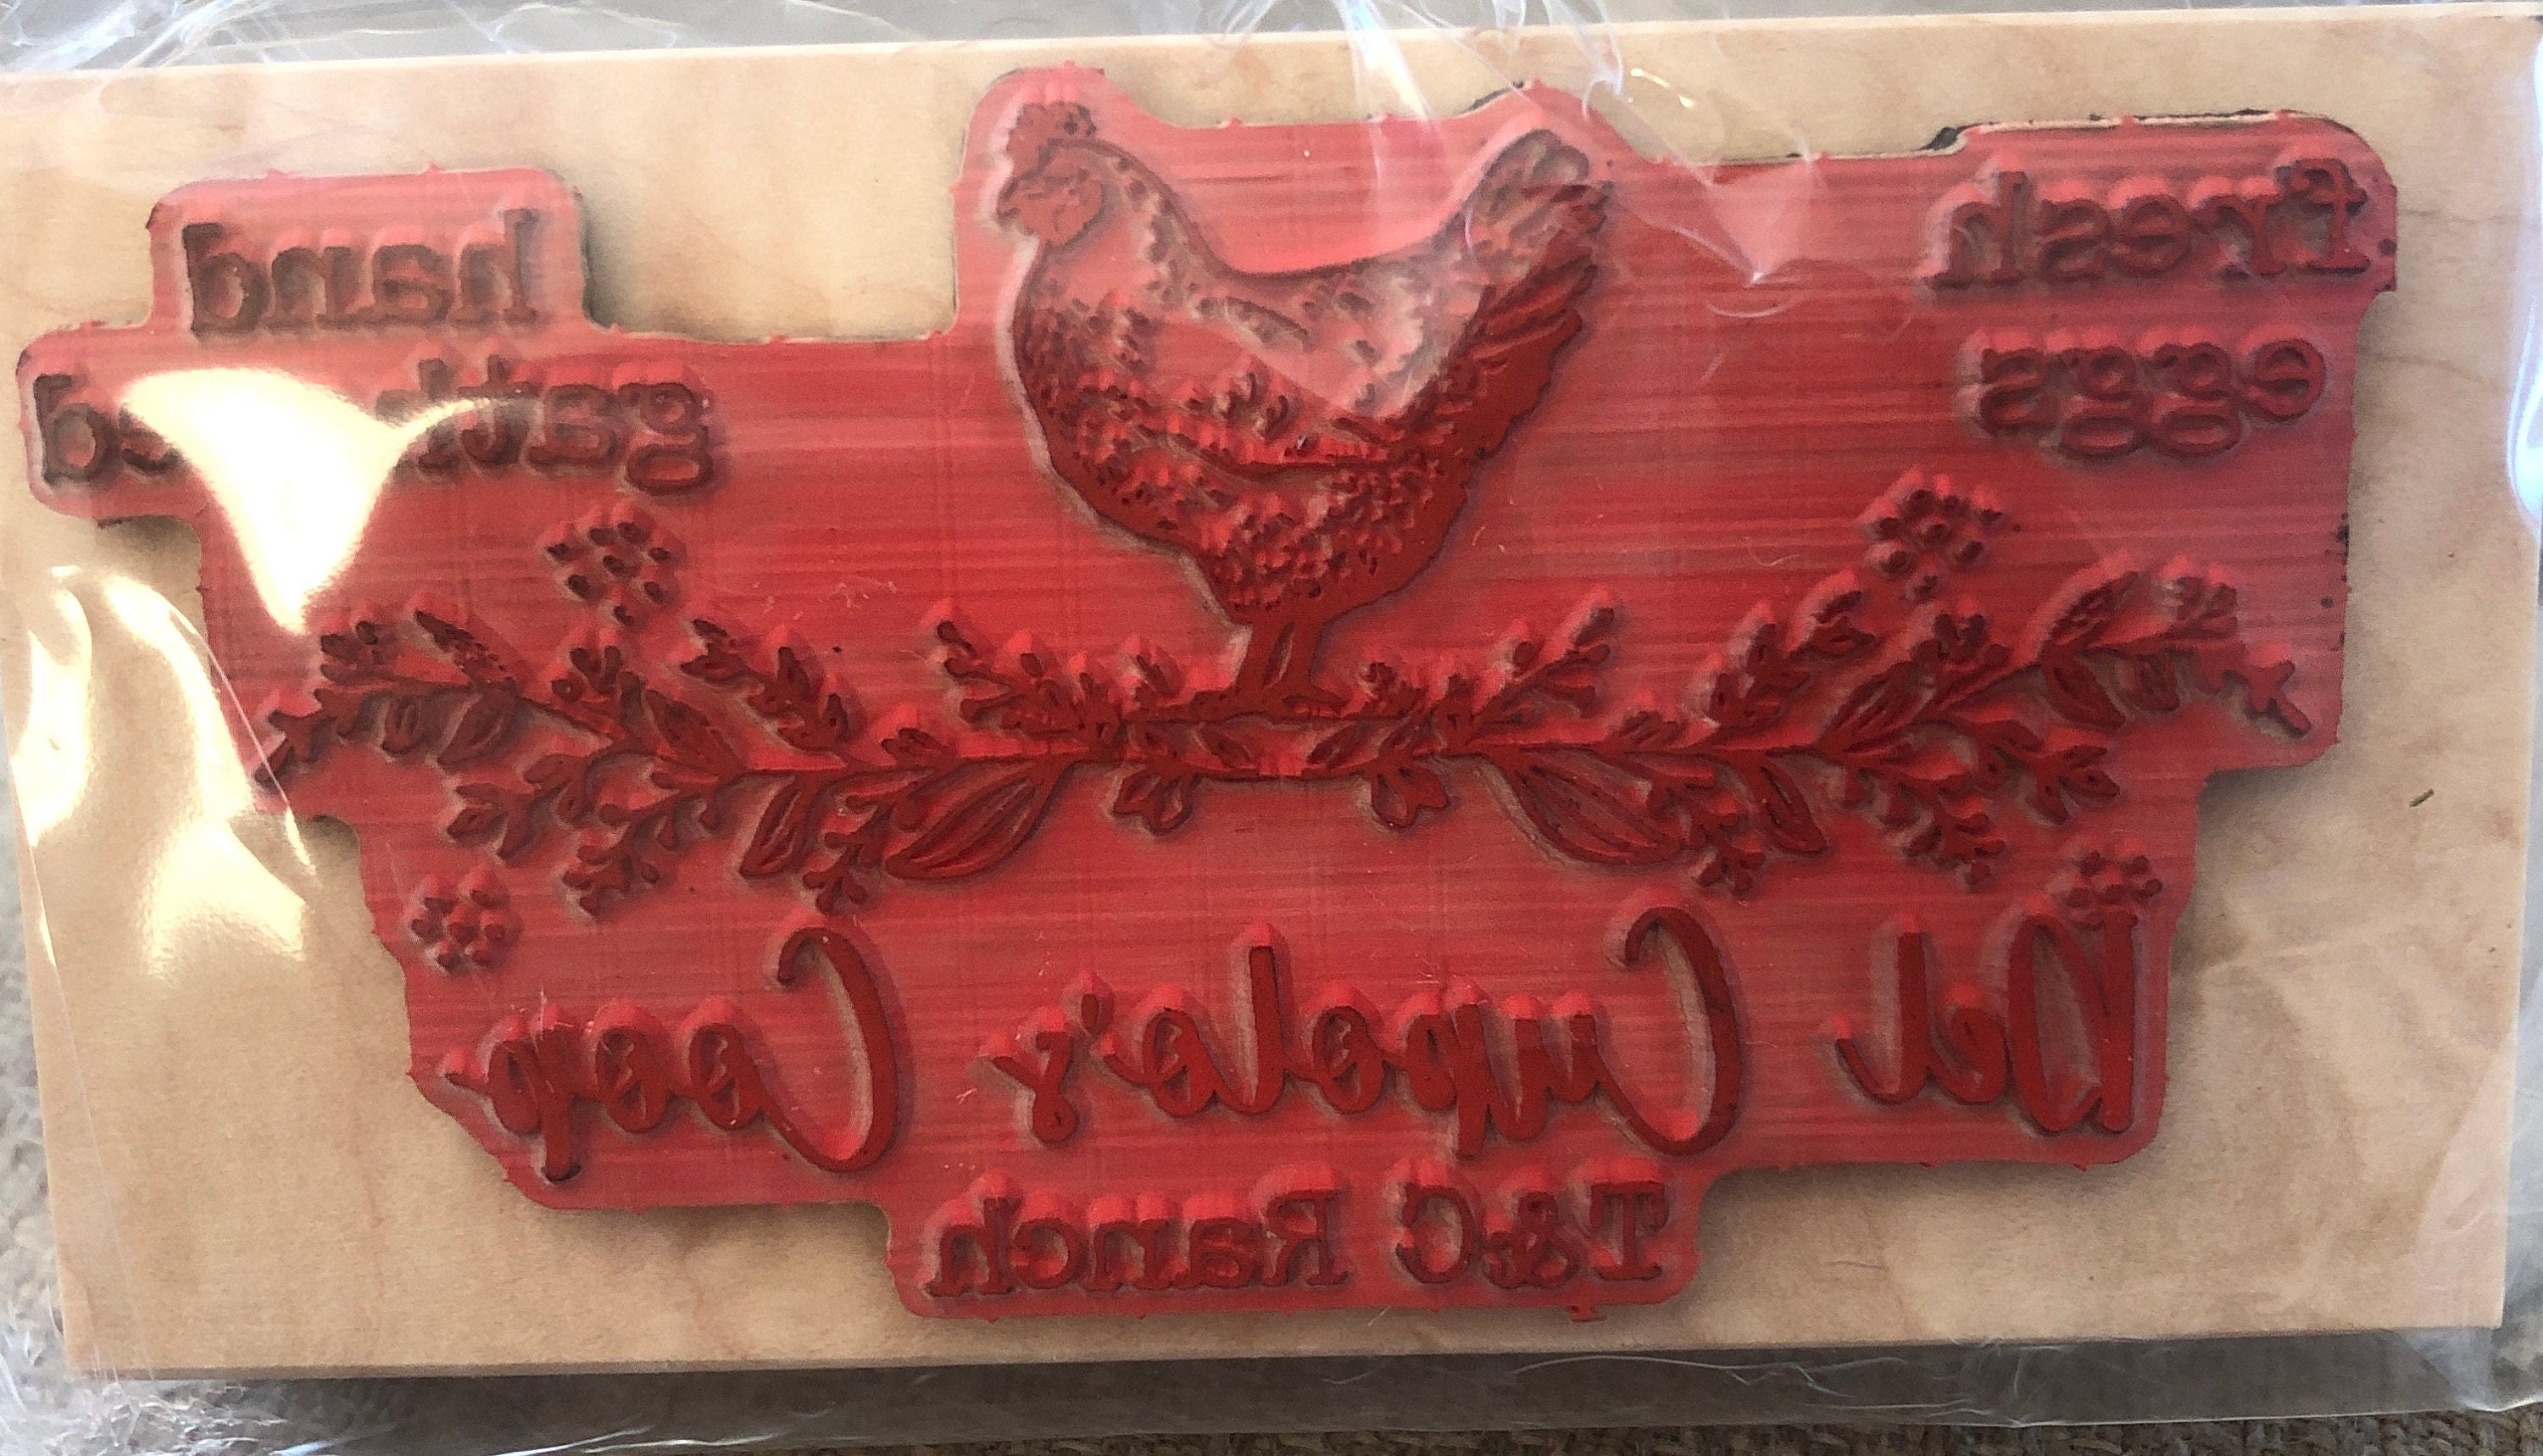 fresh
eggs
hand
Del Cupola's Coop
T&C Ranch